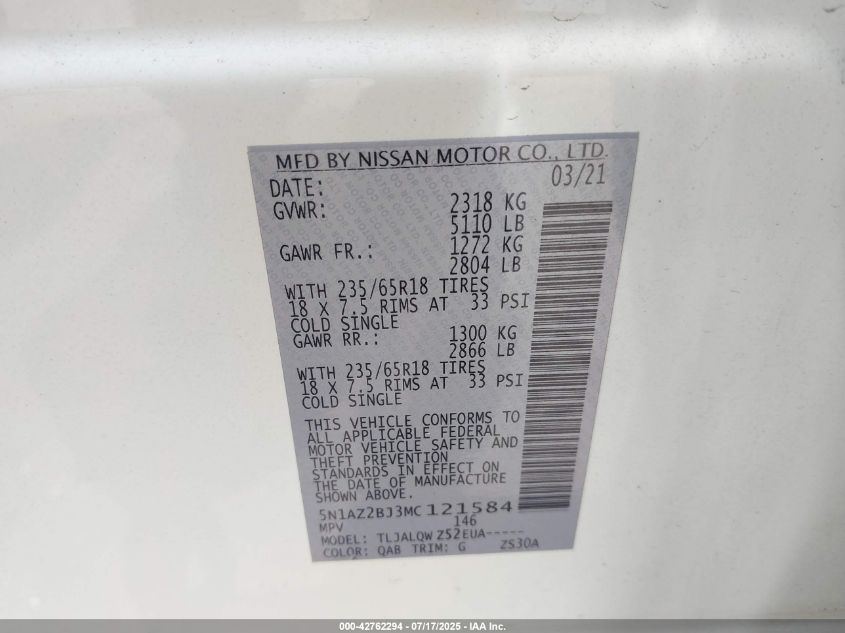 MFD BY NISSAN MOTOR CO., LTD.
DATE: 03/21
GVWR: 2318 KG
5110 LB
GAWR FR.: 1272 KG
2804 LB
WITH 235/65R18 TIRES
18 X 7.5 RIMS AT 33 PSI
COLD SINGLE
GAWR RR.: 1300 KG
2866 LB
WITH 235/65R18 TIRES
18 X 7.5 RIMS AT 33 PSI
COLD SINGLE
THIS VEHICLE CONFORMS TO
ALL APPLICABLE FEDERAL
MOTOR VEHICLE SAFETY AND
THEFT PREVENTION
STANDARDS IN EFFECT ON
THE DATE OF MANUFACTURE
SHOWN ABOVE.
5N1AZ2BJ3MC121584
MPV 146
MODEL: TLJALQW Z52EUA-----
COLOR: QAB TRIM: G ZS30A
000-42762294 - 07/17/2025 - IAA Inc.